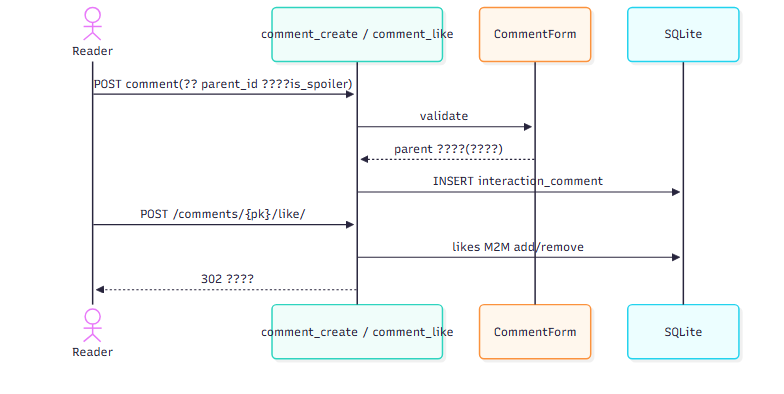 Reader
comment_create / comment_like
CommentForm
SQLite
POST comment(?? parent_id ????is_spoiler)
validate
parent ????(????)
INSERT interaction_comment
POST /comments/{pk}/like/
likes M2M add/remove
302 ????
Reader
comment_create / comment_like
CommentForm
SQLite